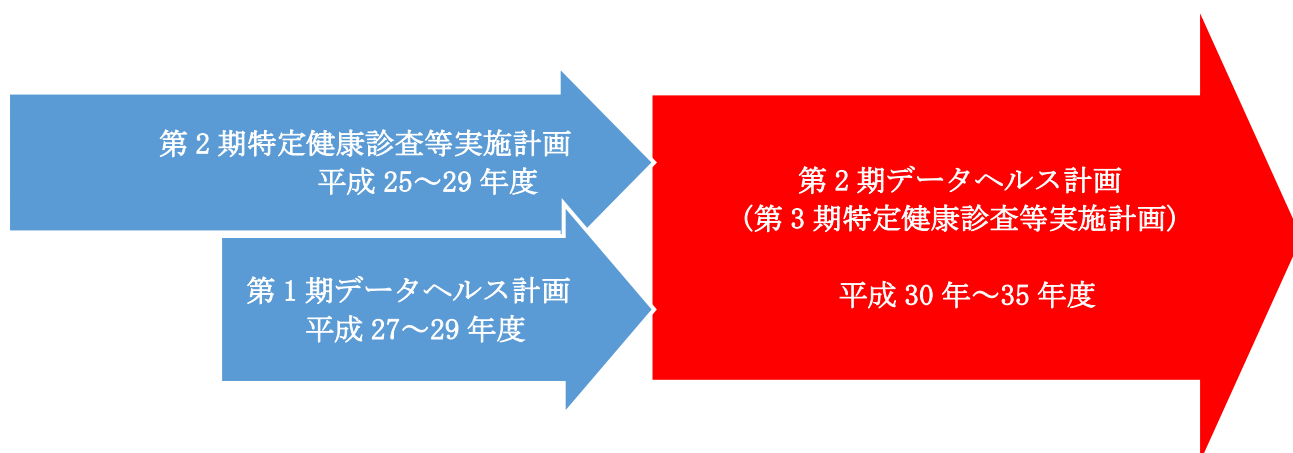 第 2 期特定健康診査等実施計画
平成 25～29 年度
第 1 期データヘルス計画
平成 27～29 年度
第 2 期データヘルス計画
(第 3 期特定健康診査等実施計画)
平成 30 年～35 年度